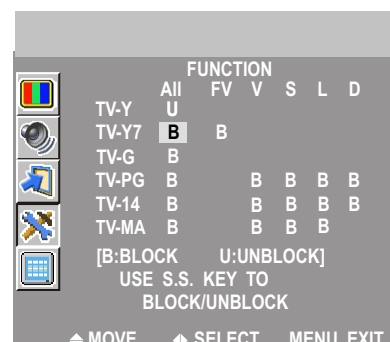 FUNCTION
All FV V S L D
TV-Y U
TV-Y7 B B
TV-G B
TV-PG B B B B B
TV-14 B B B B B
TV-MA B B B B
[B:BLOCK U:UNBLOCK]
USE S.S. KEY TO
BLOCK/UNBLOCK
MOVE SELECT MENU EXIT